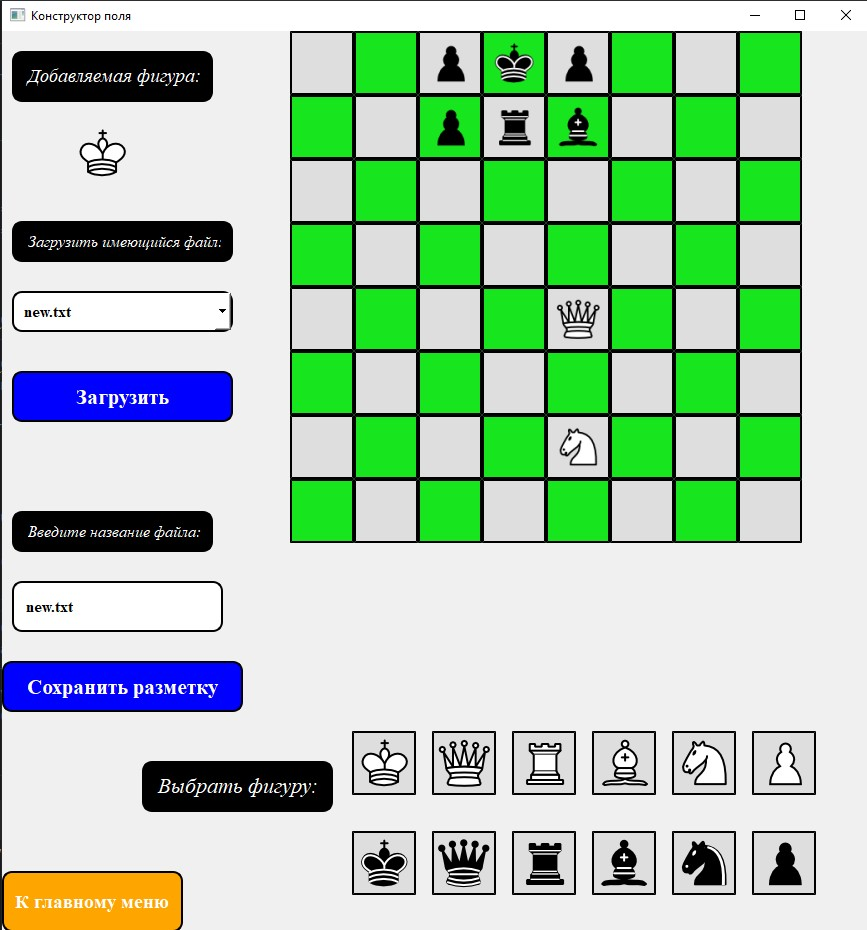 Конструктор поля
Добавляемая фигура:
Загрузить имеющийся файл:
new.txt
Загрузить
Введите название файла:
new.txt
Сохранить разметку
Выбрать фигуру:
К главному меню